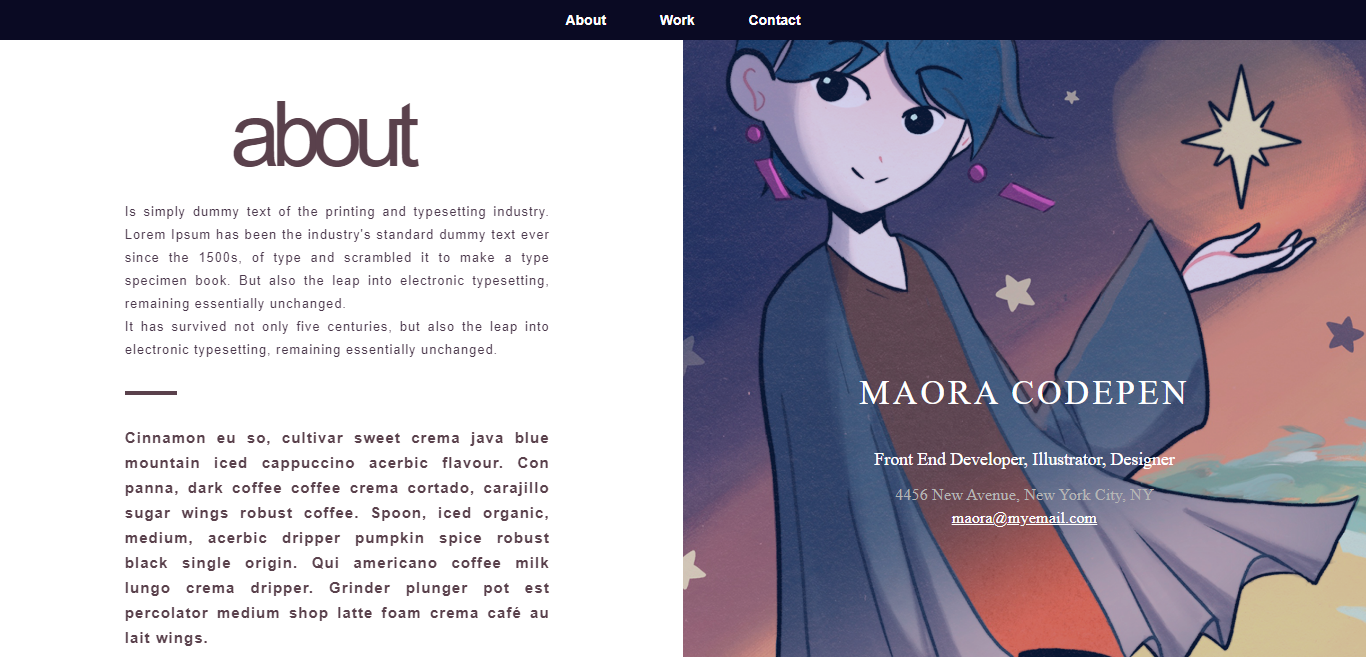 About Work Contact
about
Is simply dummy text of the printing and typesetting industry.
Lorem Ipsum has been the industry's standard dummy text ever
since the 1500s, of type and scrambled it to make a type
specimen book. But also the leap into electronic typesetting,
remaining essentially unchanged.
It has survived not only five centuries, but also the leap into
electronic typesetting, remaining essentially unchanged.
Cinnamon eu so, cultivar sweet crema java blue
mountain iced cappuccino acerbic flavour. Con
panna, dark coffee coffee crema cortado, carajillo
sugar wings robust coffee. Spoon, iced organic,
medium, acerbic dripper pumpkin spice robust
black single origin. Qui americano coffee milk
lungo crema dripper. Grinder plunger pot est
percolator medium shop latte foam crema café au
lait wings.
MAORA CODEPEN
Front End Developer, Illustrator, Designer
4456 New Avenue, New York City, NY
maora@myemail.com